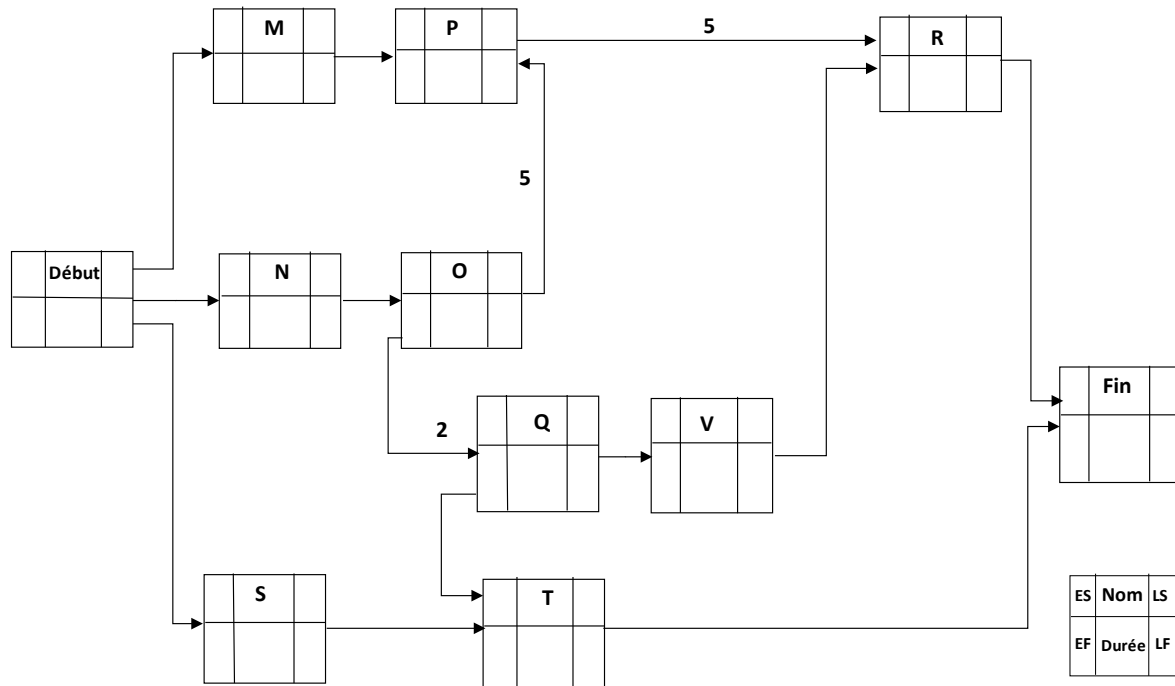 M P 5 R
5
Début N O
Fin
2 Q V
S T
ES Nom LS
EF Durée LF